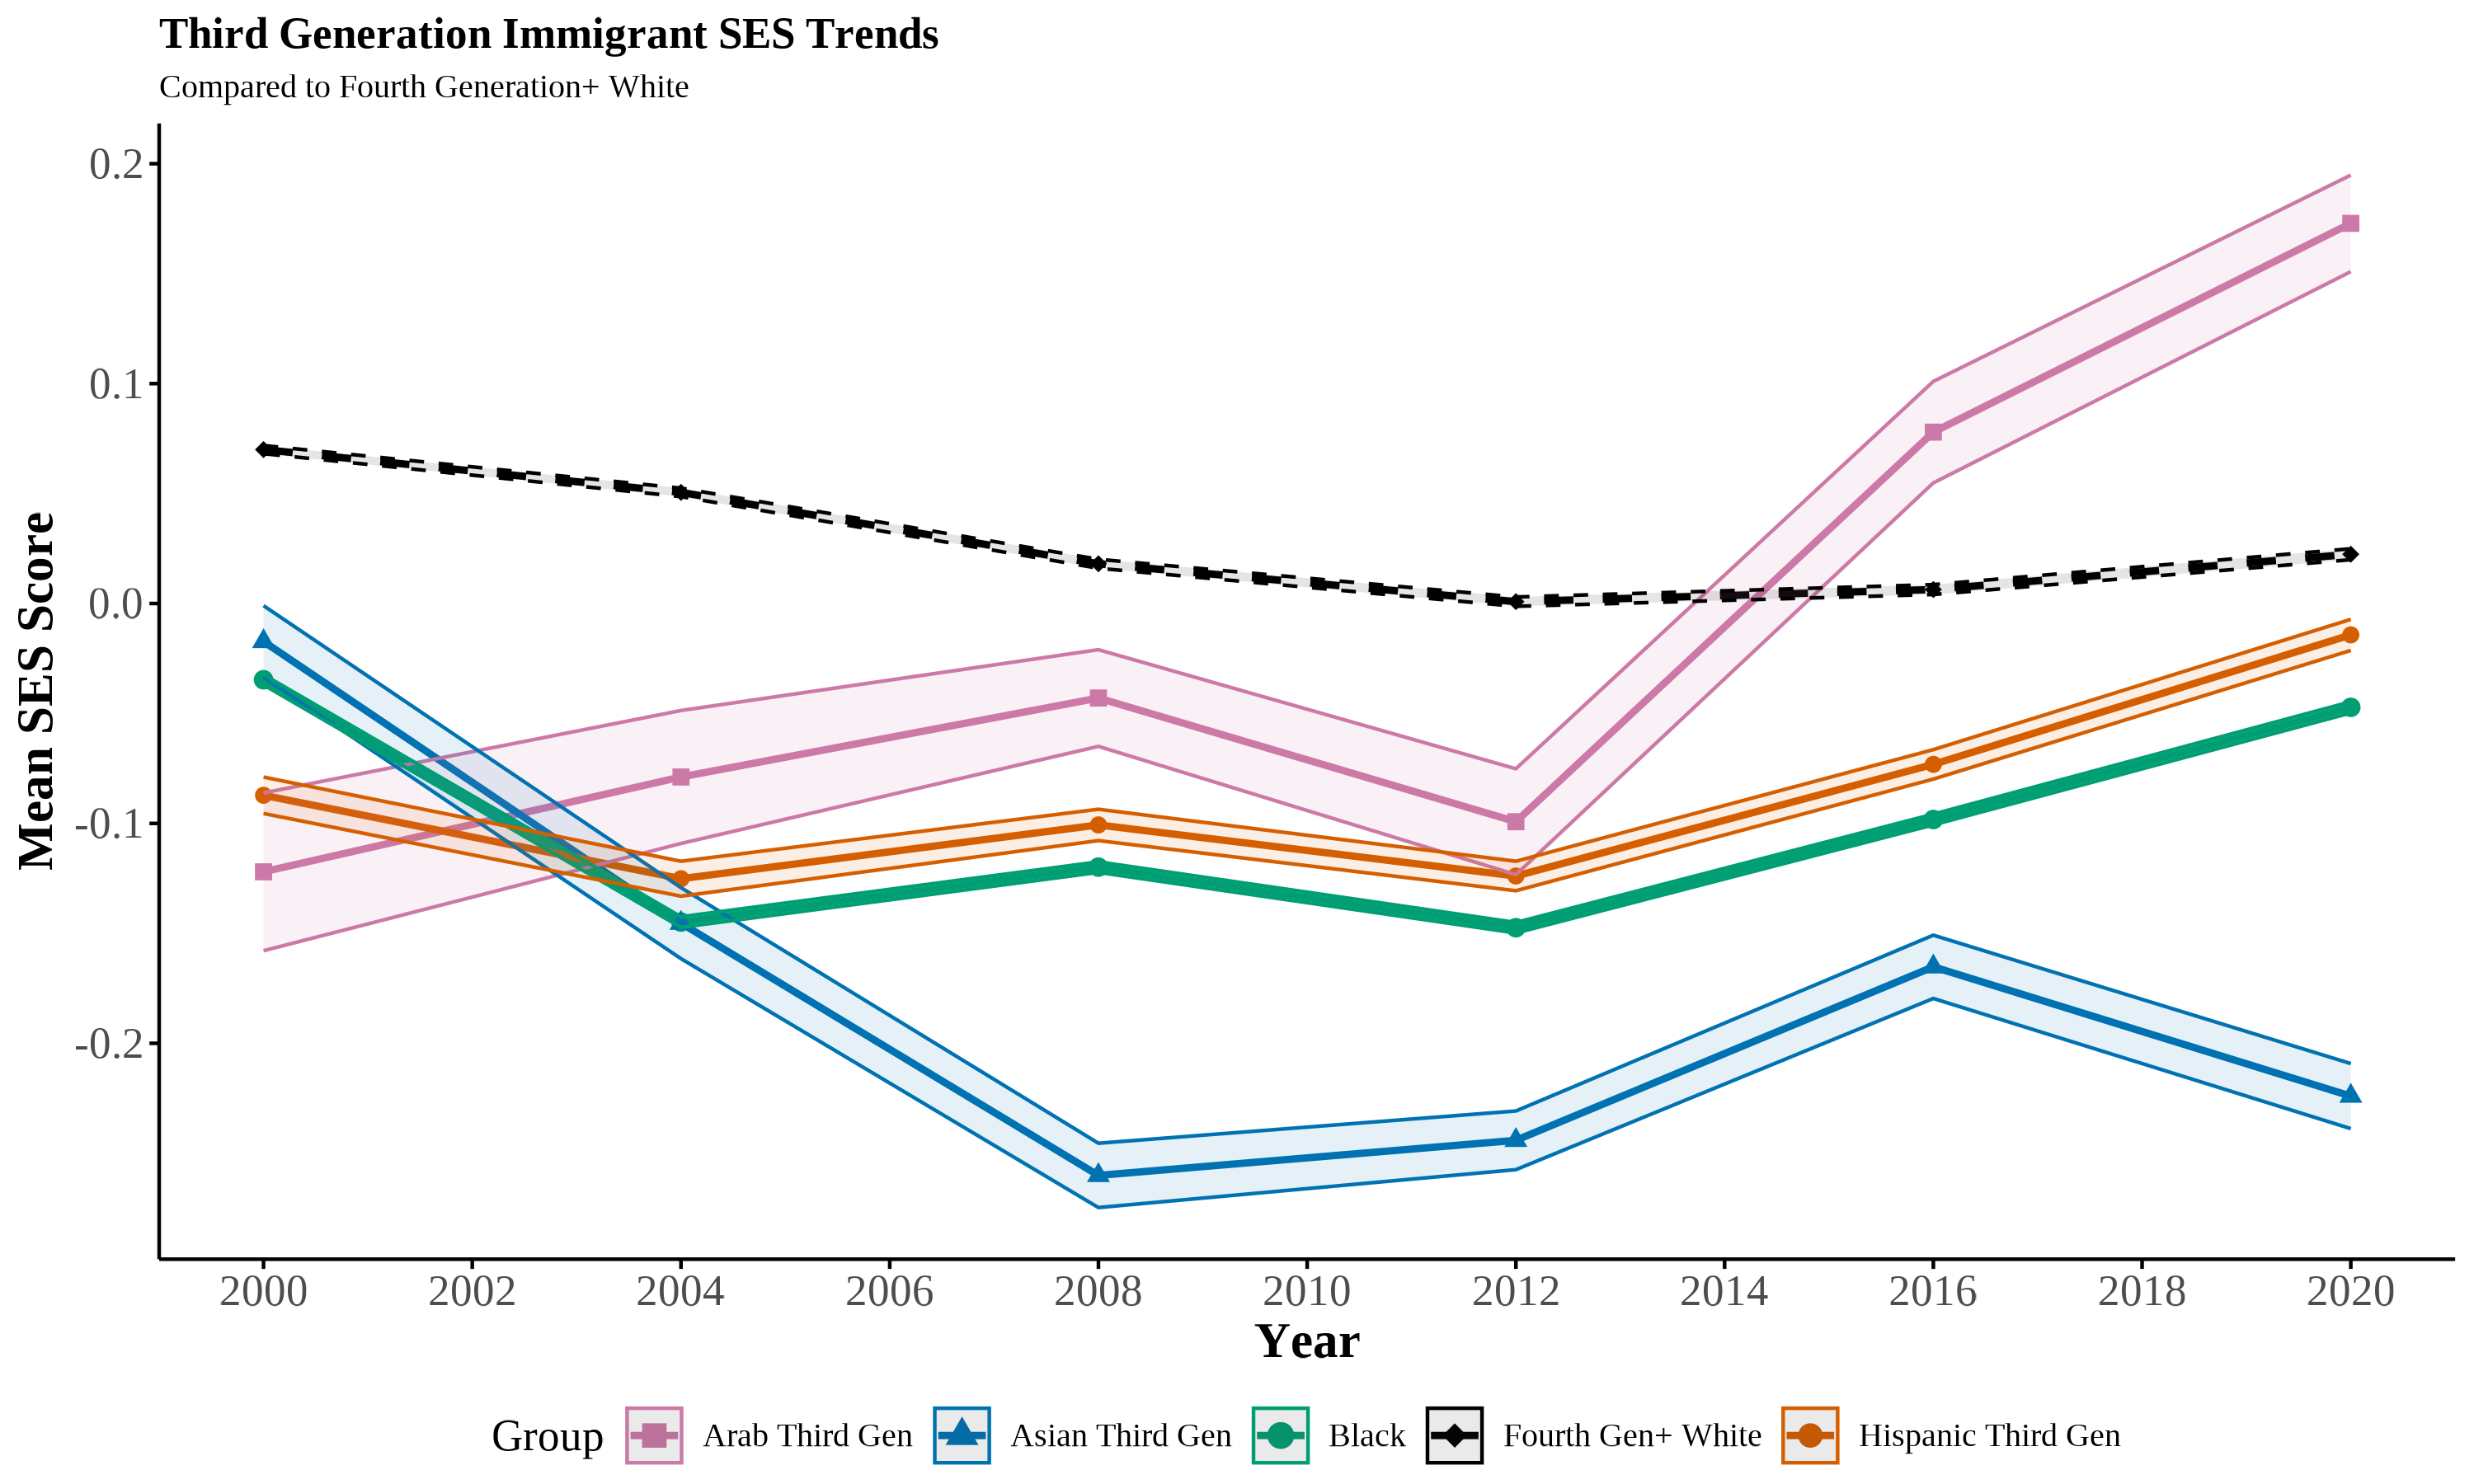 Third Generation Immigrant SES Trends
Compared to Fourth Generation+ White
Mean SES Score
0.2
0.1
0.0
-0.1
-0.2
2000 2002 2004 2006 2008 2010 2012 2014 2016 2018 2020
Year
Group Arab Third Gen Asian Third Gen Black Fourth Gen+ White Hispanic Third Gen